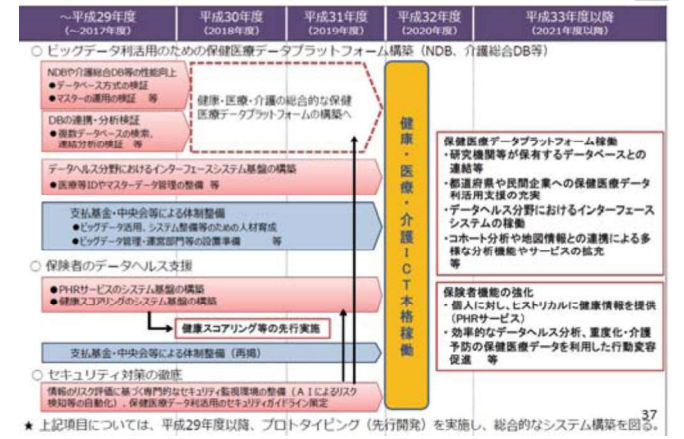 ～平成29年度
(～2017年度)
平成30年度
(2018年度)
平成31年度
(2019年度)
平成32年度
(2020年度)
平成33年度以降
(2021年度以降)
○ ビッグデータ利活用のための保健医療データプラットフォーム構築（NDB、介護総合DB等）
NDBや介護総合DB等の性能向上
●データベース方式の検証
●マスターの運用の検証　等
DBの連携・分析検証
●複数データベースの検索、
連結分析の検証　等
健康・医療・介護の総合的な保健
医療データプラットフォームの構築へ
データヘルス分野におけるインターフェースシステム基盤の構築
●医療等IDやマスターデータ管理の整備　等
支払基金・中央会等による体制整備
●ビッグデータ活用、システム整備等のための人材育成
●ビッグデータ管理・運営部門等の設置準備　　等
○ 保険者のデータヘルス支援
●PHRサービスのシステム基盤の構築
●健康スコアリングのシステム基盤の構築
健康スコアリング等の先行実施
支払基金・中央会等による体制整備（再掲）
○ セキュリティ対策の徹底
情報のリスク評価に基づく専門的なセキュリティ監視環境の整備（ＡＩによるリスク
検知等の自動化）、保健医療データ利活用のセキュリティガイドライン策定
健康・医療・介護ＩＣＴ本格稼働
保健医療データプラットフォーム稼働
・研究機関等が保有するデータベースとの
連結等
・都道府県や民間企業への保健医療データ
利活用支援の充実
・データヘルス分野におけるインターフェース
システムの稼働
・コホート分析や地図情報との連携による多
様な分析機能やサービスの拡充
等
保険者機能の強化
・個人に対し、ヒストリカルに健康情報を提供
（PHRサービス）
・効率的なデータヘルス分析、重度化・介護
予防の保健医療データを利用した行動変容
促進　等
37
★ 上記項目については、平成29年度以降、プロトタイピング（先行開発）を実施し、総合的なシステム構築を図る。